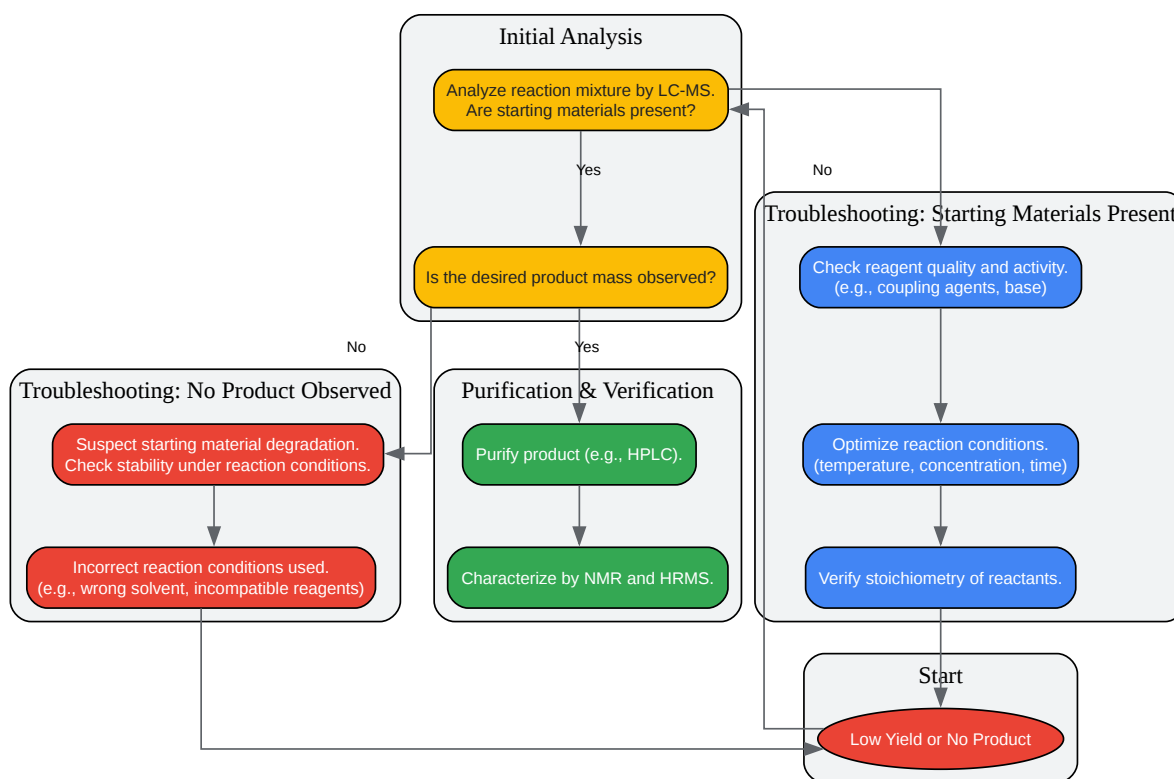 Initial Analysis
Analyze reaction mixture by LC-MS.
Are starting materials present?
Yes
No
Is the desired product mass observed?
Troubleshooting: Starting Materials Present
Check reagent quality and activity.
(e.g., coupling agents, base)
Optimize reaction conditions.
(temperature, concentration, time)
Verify stoichiometry of reactants.
No
Yes
Troubleshooting: No Product Observed
Suspect starting material degradation.
Check stability under reaction conditions.
Incorrect reaction conditions used.
(e.g., wrong solvent, incompatible reagents)
Purification & Verification
Purify product (e.g., HPLC).
Characterize by NMR and HRMS.
Start
Low Yield or No Product